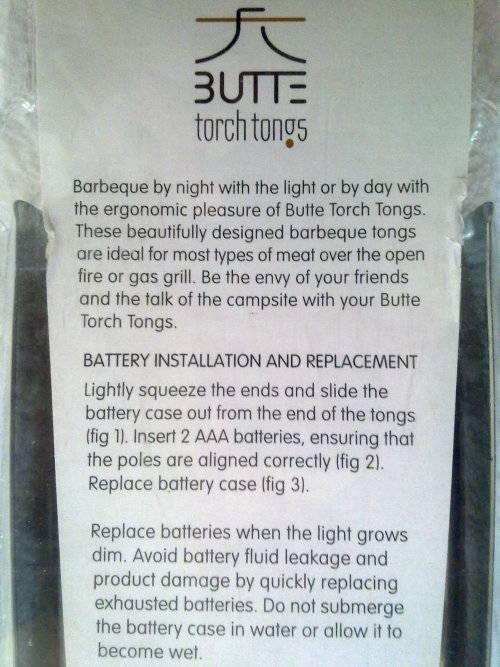 BUTTE
torch tongs
Barbeque by night with the light or by day with
the ergonomic pleasure of Butte Torch Tongs.
These beautifully designed barbeque tongs
are ideal for most types of meat over the open
fire or gas grill. Be the envy of your friends
and the talk of the campsite with your Butte
Torch Tongs.
BATTERY INSTALLATION AND REPLACEMENT
Lightly squeeze the ends and slide the
battery case out from the end of the tongs
(fig 1). Insert 2 AAA batteries, ensuring that
the poles are aligned correctly (fig 2).
Replace battery case (fig 3).
Replace batteries when the light grows
dim. Avoid battery fluid leakage and
product damage by quickly replacing
exhausted batteries. Do not submerge
the battery case in water or allow it to
become wet.